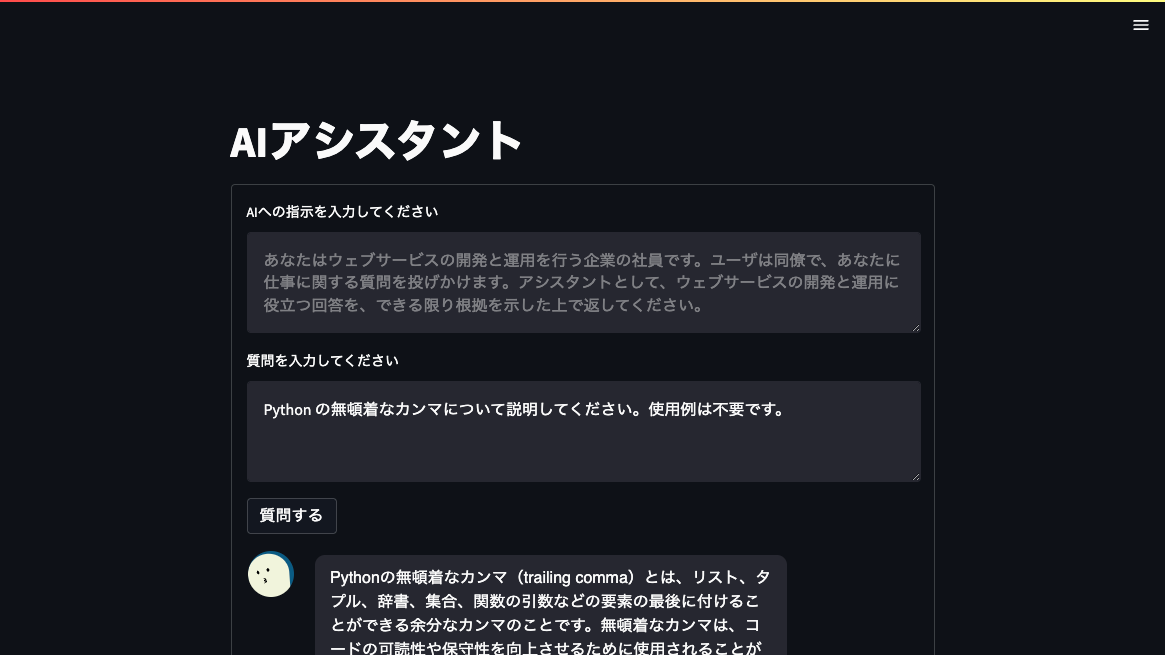 AIアシスタント
AIへの指示を入力してください
あなたはウェブサービスの開発と運用を行う企業の社員です。ユーザは同僚で、あなたに
仕事に関する質問を投げかけます。アシスタントとして、ウェブサービスの開発と運用に
役立つ回答を、できる限り根拠を示した上で返してください。
質問を入力してください
Python の無頓着なカンマについて説明してください。使用例は不要です。
質問する
Pythonの無頓着なカンマ（trailing comma）とは、リスト、タ
プル、辞書、集合、関数の引数などの要素の最後に付けるこ
とができる余分なカンマのことです。無頓着なカンマは、コ
ードの可読性や保守性を向上させるために使用されることが